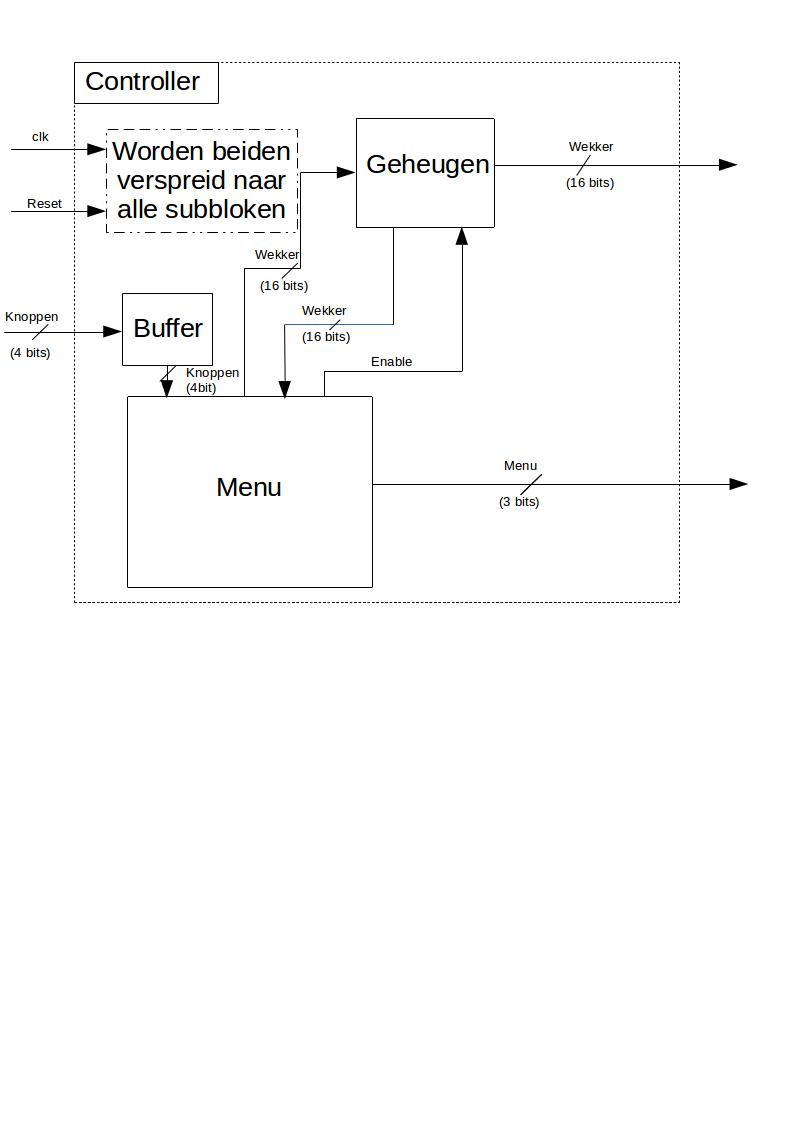 Controller
clk
Worden beiden
verspreid naar
alle subbloken
Reset
Geheugen
Wekker
(16 bits)
Wekker
(16 bits)
Knoppen
(4 bits)
Buffer
Wekker
(16 bits)
Knoppen
(4bit)
Enable
Menu
Menu
(3 bits)